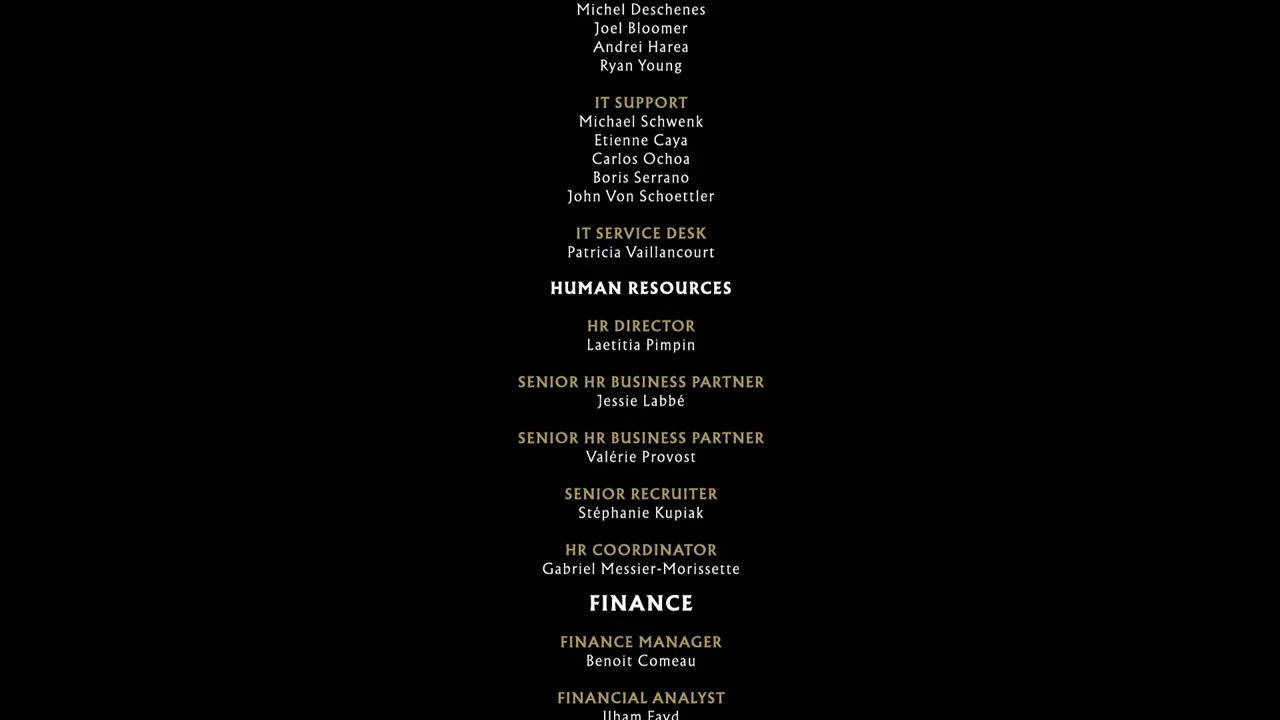 Michel Deschenes
Joel Bloomer
Andrei Harea
Ryan Young
IT SUPPORT
Michael Schwenk
Etienne Caya
Carlos Ochoa
Boris Serrano
John Von Schoettler
IT SERVICE DESK
Patricia Vaillancourt
HUMAN RESOURCES
HR DIRECTOR
Laetitia Pimpin
SENIOR HR BUSINESS PARTNER
Jessie Labbé
SENIOR HR BUSINESS PARTNER
Valérie Provost
SENIOR RECRUITER
Stéphanie Kupiak
HR COORDINATOR
Gabriel Messier-Morissette
FINANCE
FINANCE MANAGER
Benoit Comeau
FINANCIAL ANALYST